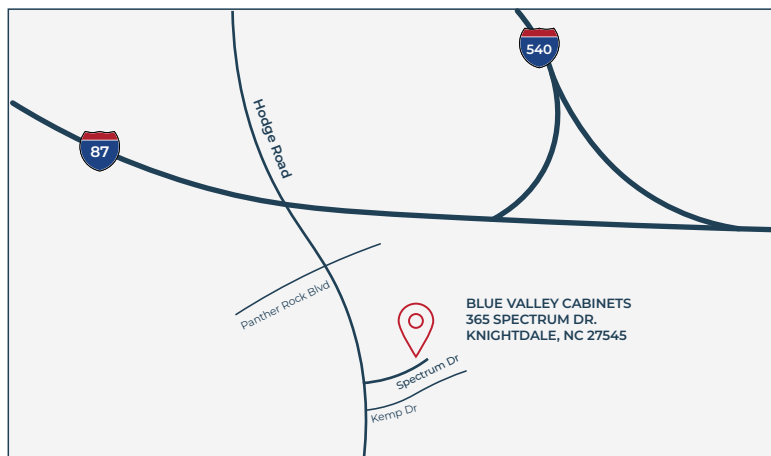 540
Hodge Road
87
Panther Rock Blvd
BLUE VALLEY CABINETS
365 SPECTRUM DR.
KNIGHTDALE, NC 27545
Spectrum Dr
Kemp Dr